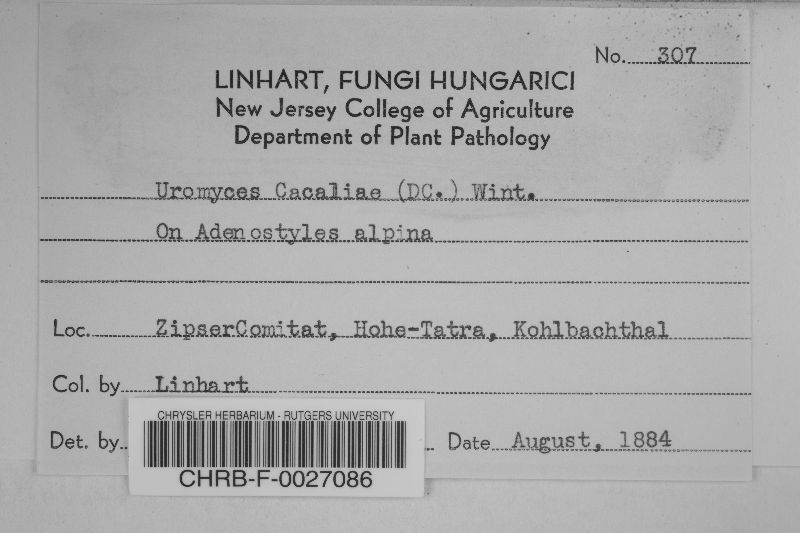 No. 307
LINHART, FUNGI HUNGARICI
New Jersey College of Agriculture
Department of Plant Pathology
Uromyces Cacaliae (DC.) Wint.
On Adenostyles alpina
Loc. ZipserComitat, Hohe-Tatra, Kohlbachthal
Col. by Linhart
Det. by Date August, 1884
CHRYSLER HERBARIUM - RUTGERS UNIVERSITY
CHRB-F-0027086